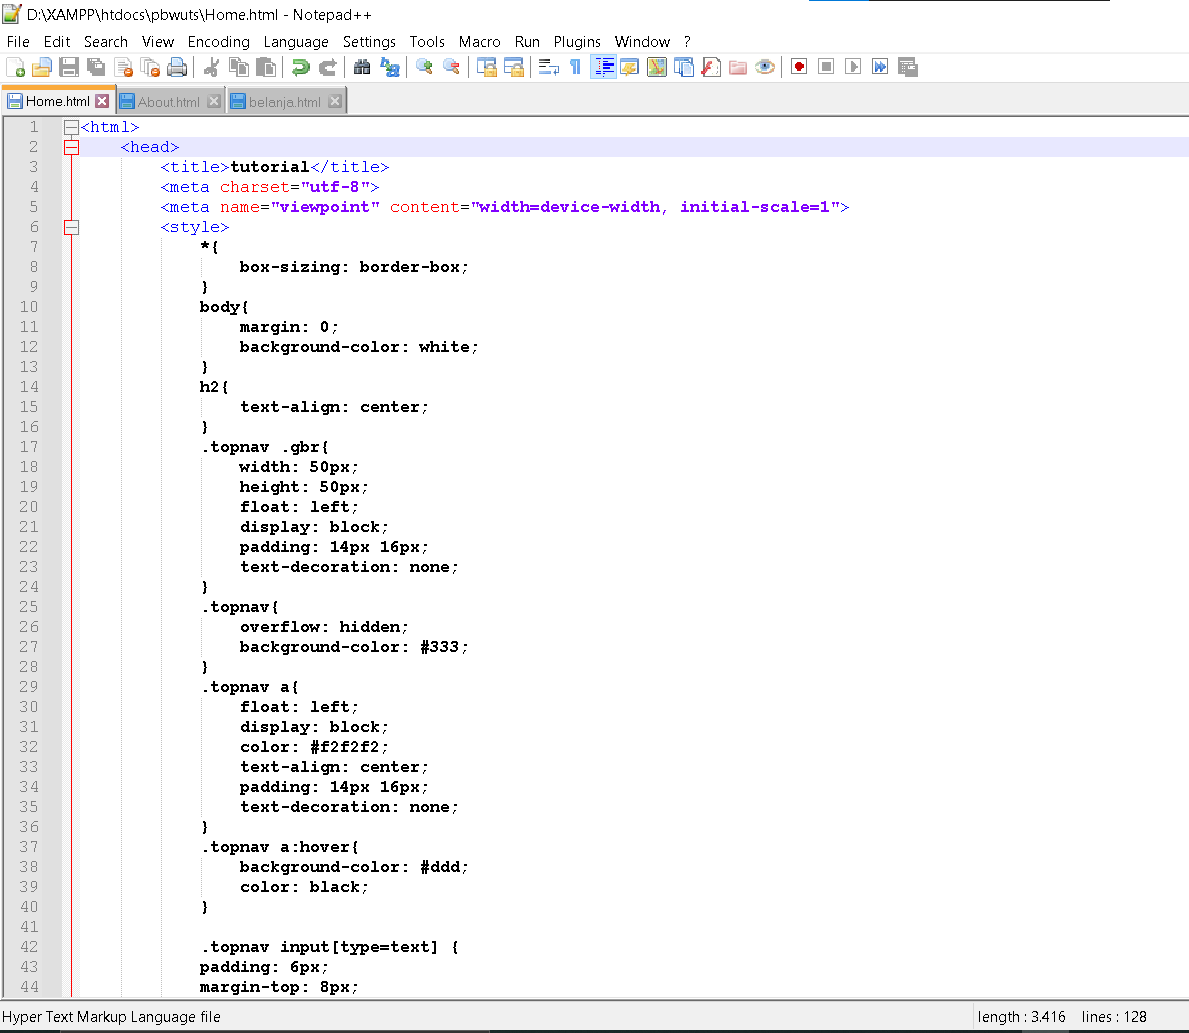 D:\XAMPP\htdocs\pbwuts\Home.html - Notepad++
File Edit Search View Encoding Language Settings Tools Macro Run Plugins Window ?
Home.html About.html belanja.html
1 <html>
2 <head>
3 <title>tutorial</title>
4 <meta charset="utf-8">
5 <meta name="viewpoint" content="width=device-width, initial-scale=1">
6 <style>
7 *{
8 box-sizing: border-box;
9 }
10 body{
11 margin: 0;
12 background-color: white;
13 }
14 h2{
15 text-align: center;
16 }
17 .topnav .gbr{
18 width: 50px;
19 height: 50px;
20 float: left;
21 display: block;
22 padding: 14px 16px;
23 text-decoration: none;
24 }
25 .topnav{
26 overflow: hidden;
27 background-color: #333;
28 }
29 .topnav a{
30 float: left;
31 display: block;
32 color: #f2f2f2;
33 text-align: center;
34 padding: 14px 16px;
35 text-decoration: none;
36 }
37 .topnav a:hover{
38 background-color: #ddd;
39 color: black;
40 }
41
42 .topnav input[type=text] {
43 padding: 6px;
44 margin-top: 8px;
Hyper Text Markup Language file length : 3.416 lines : 128